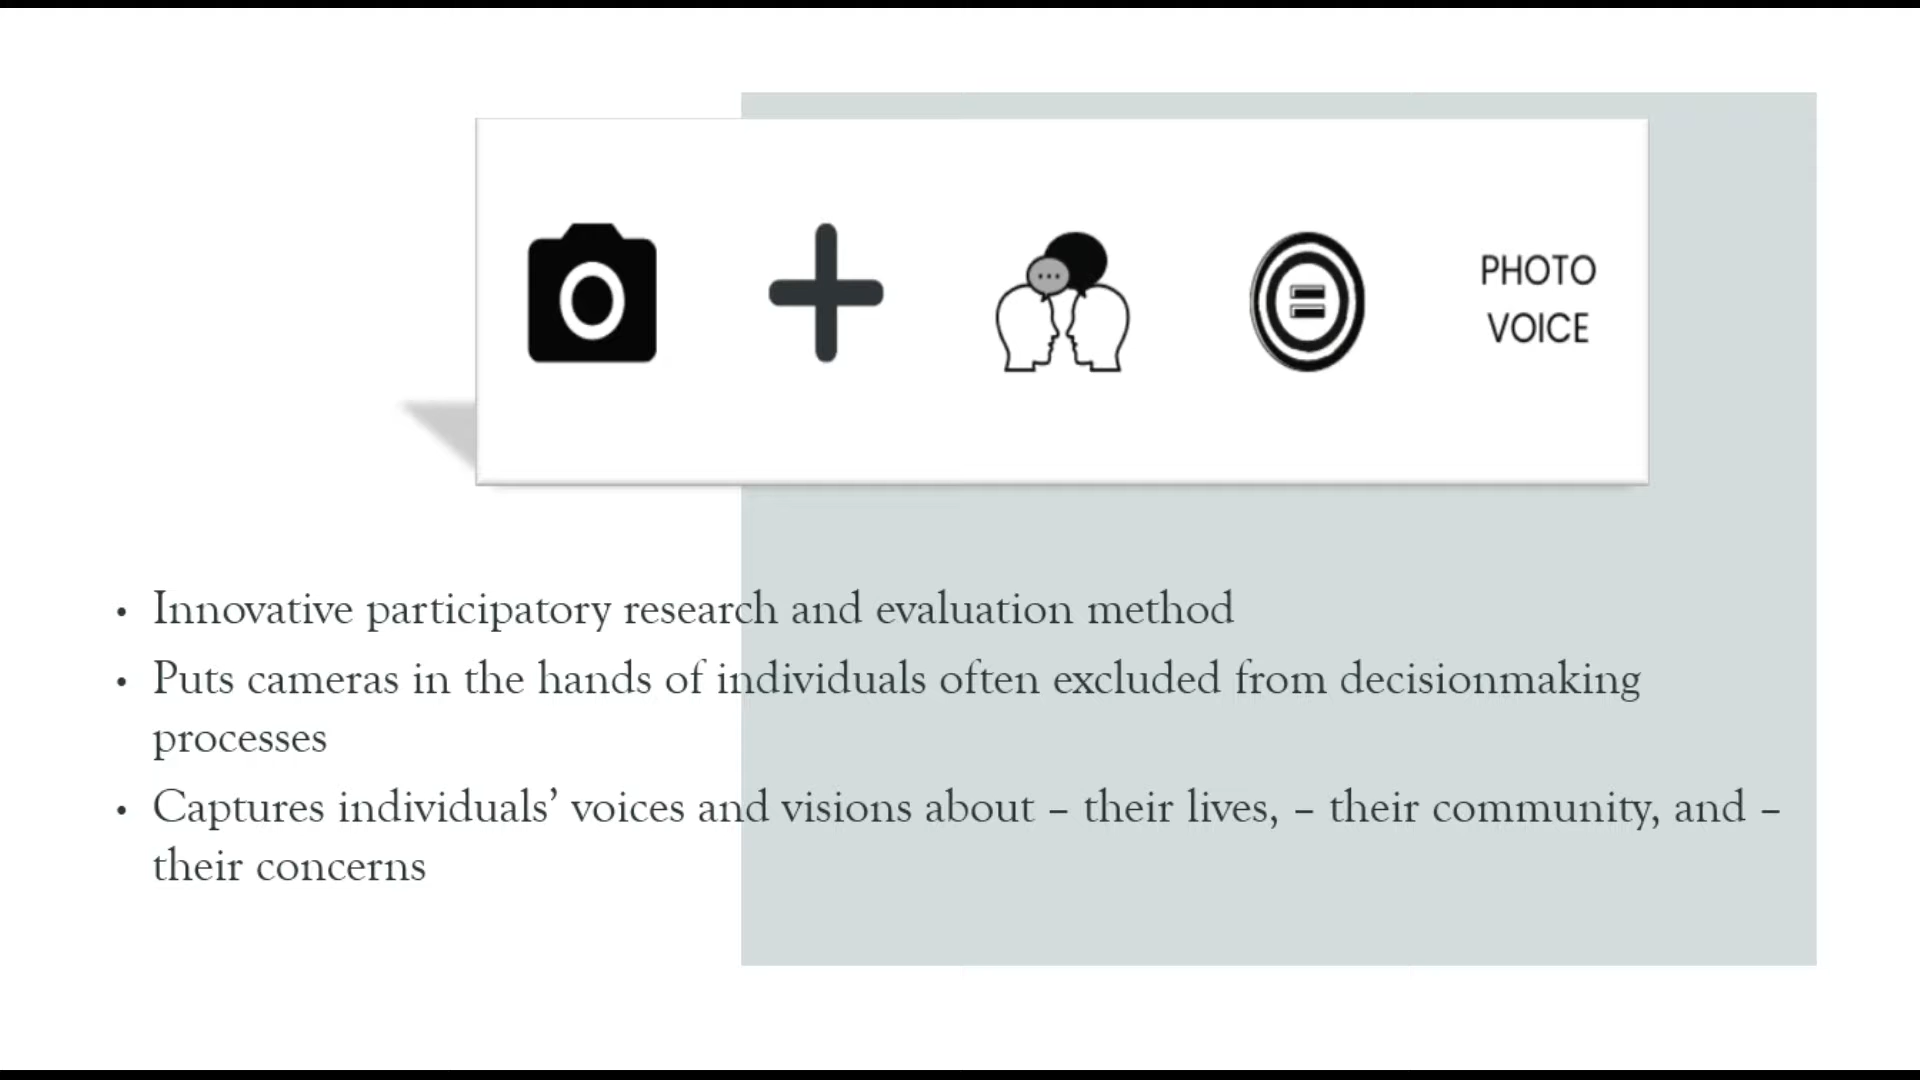 PHOTO
VOICE
• Innovative participatory research and evaluation method
• Puts cameras in the hands of individuals often excluded from decisionmaking
processes
• Captures individuals’ voices and visions about – their lives, – their community, and –
their concerns